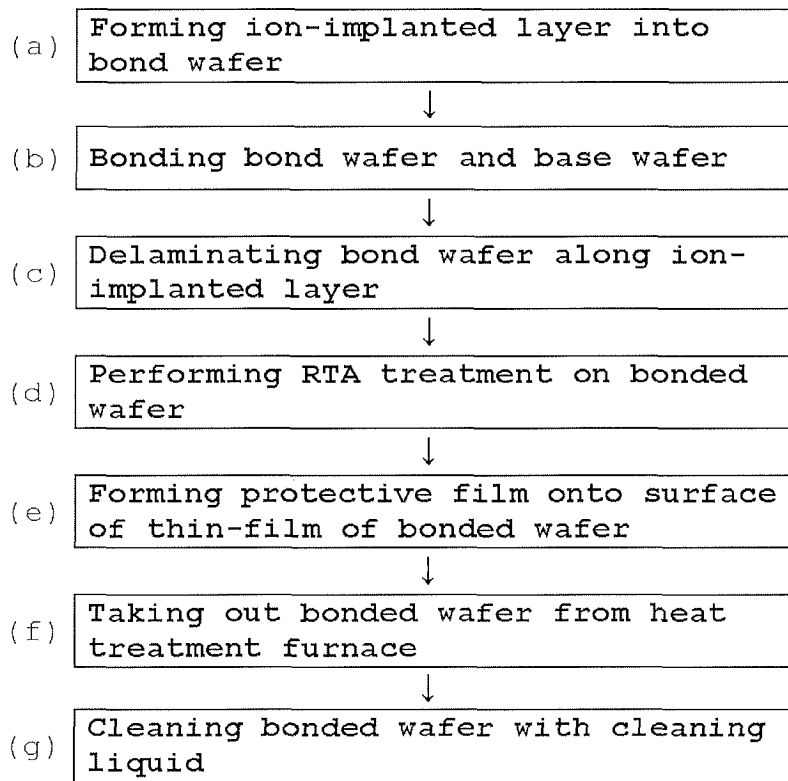 (a) Forming ion-implanted layer into
bond wafer
↓
(b) Bonding bond wafer and base wafer
↓
(c) Delaminating bond wafer along ion-
implanted layer
↓
(d) Performing RTA treatment on bonded
wafer
↓
(e) Forming protective film onto surface
of thin-film of bonded wafer
↓
(f) Taking out bonded wafer from heat
treatment furnace
↓
(g) Cleaning bonded wafer with cleaning
liquid